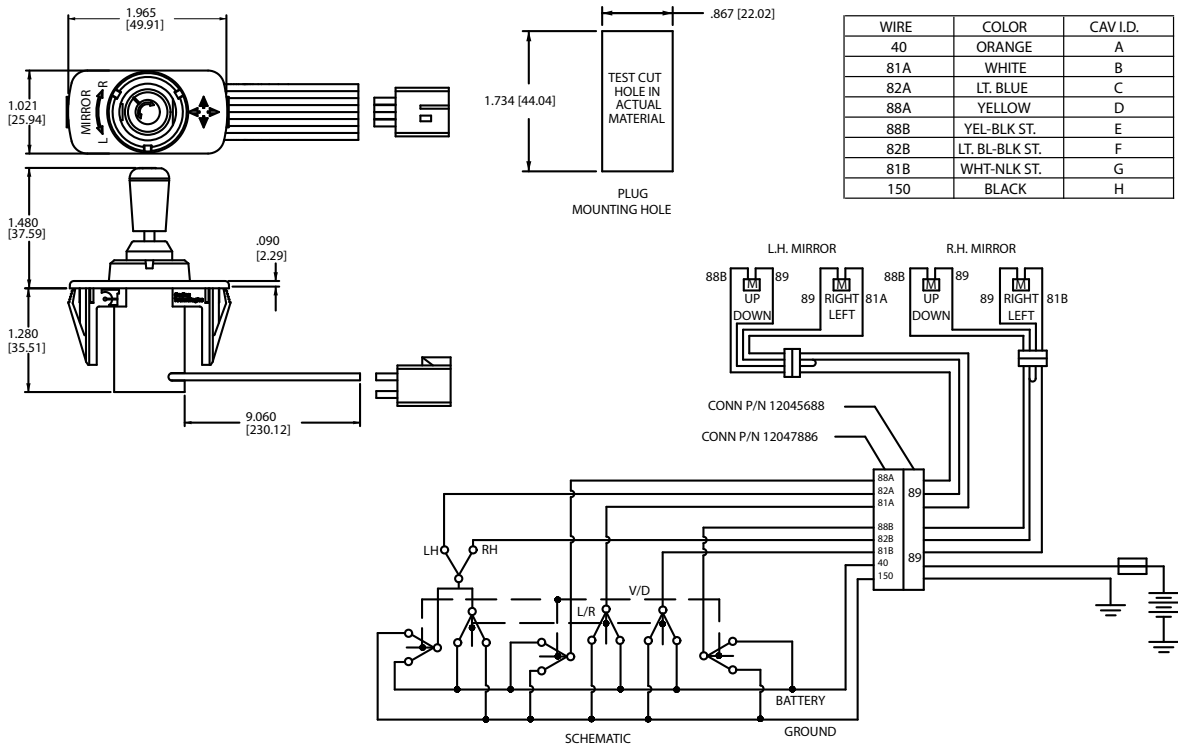 1.965
[49.91]
1.021
[25.94]
MIRROR
L
R
1.480
[37.59]
.090
[2.29]
1.280
[35.51]
9.060
[230.12]
.867 [22.02]
1.734 [44.04]
TEST CUT
HOLE IN
ACTUAL
MATERIAL
PLUG
MOUNTING HOLE
WIRE COLOR CAV I.D.
40 ORANGE A
81A WHITE B
82A LT. BLUE C
88A YELLOW D
88B YEL-BLK ST. E
82B LT. BL-BLK ST. F
81B WHT-NLK ST. G
150 BLACK H
L.H. MIRROR R.H. MIRROR
88B M 89 M 88B M 89 M
UP 89 RIGHT 81A UP 89 RIGHT 81B
DOWN LEFT DOWN LEFT
CONN P/N 12045688
CONN P/N 12047886
88A
82A 89
81A
88B
82B
81B
40 89
150
LH RH
V/D
L/R
BATTERY
GROUND
SCHEMATIC